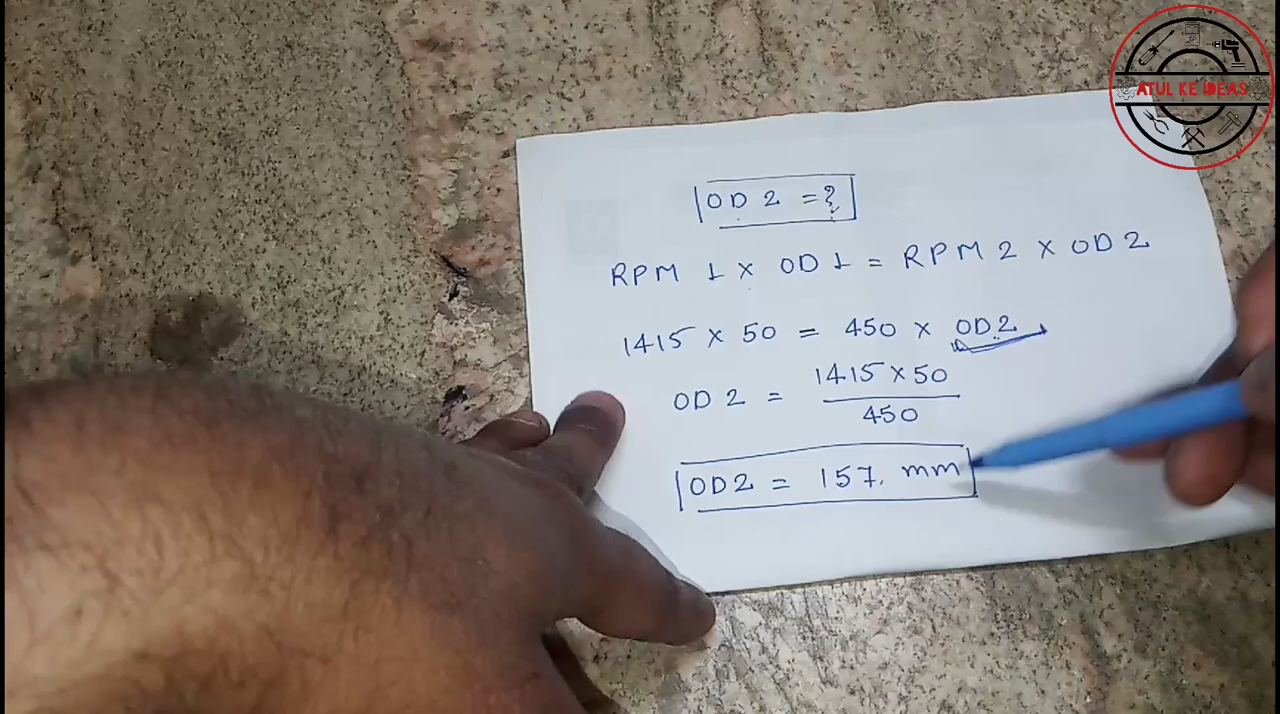 ATUL KE IDEAS
OD 2 = ?
RPM 1 X OD 1 = RPM 2 X OD 2
1415 X 50 = 450 X OD2
OD 2 = 1415 X 50
450
OD2 = 157. mm